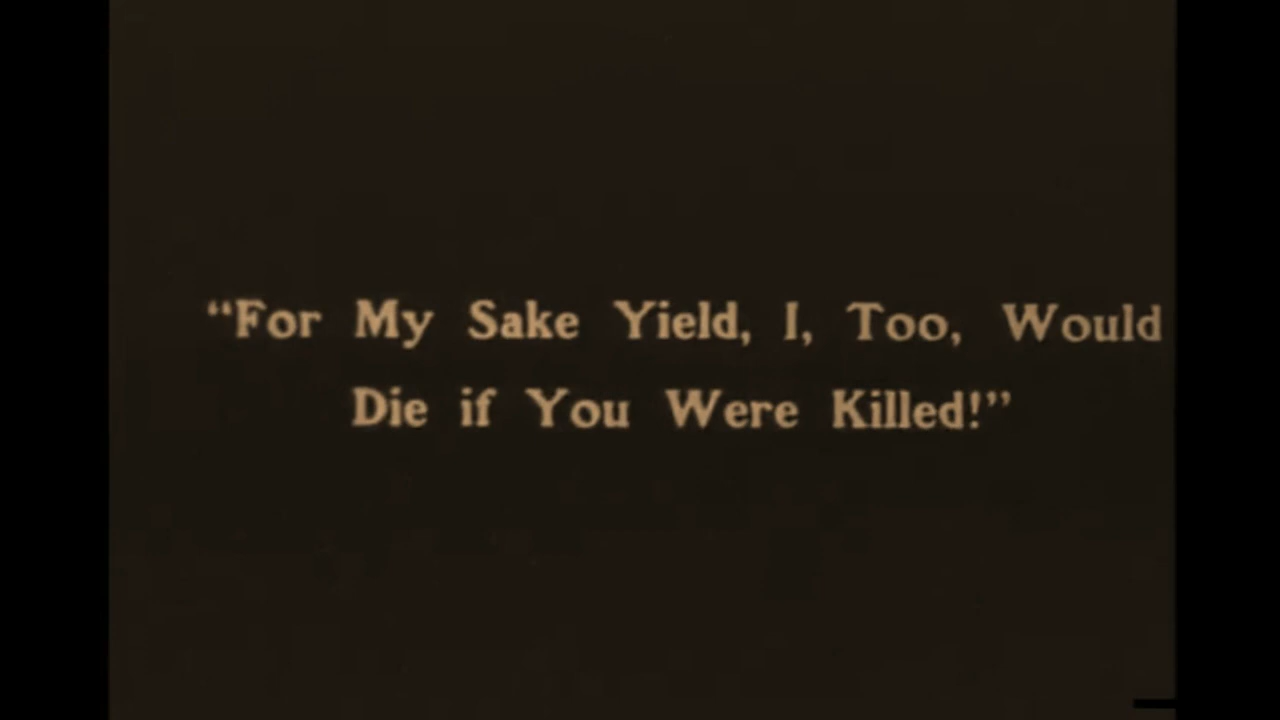 “For My Sake Yield, I, Too, Would
Die if You Were Killed!”